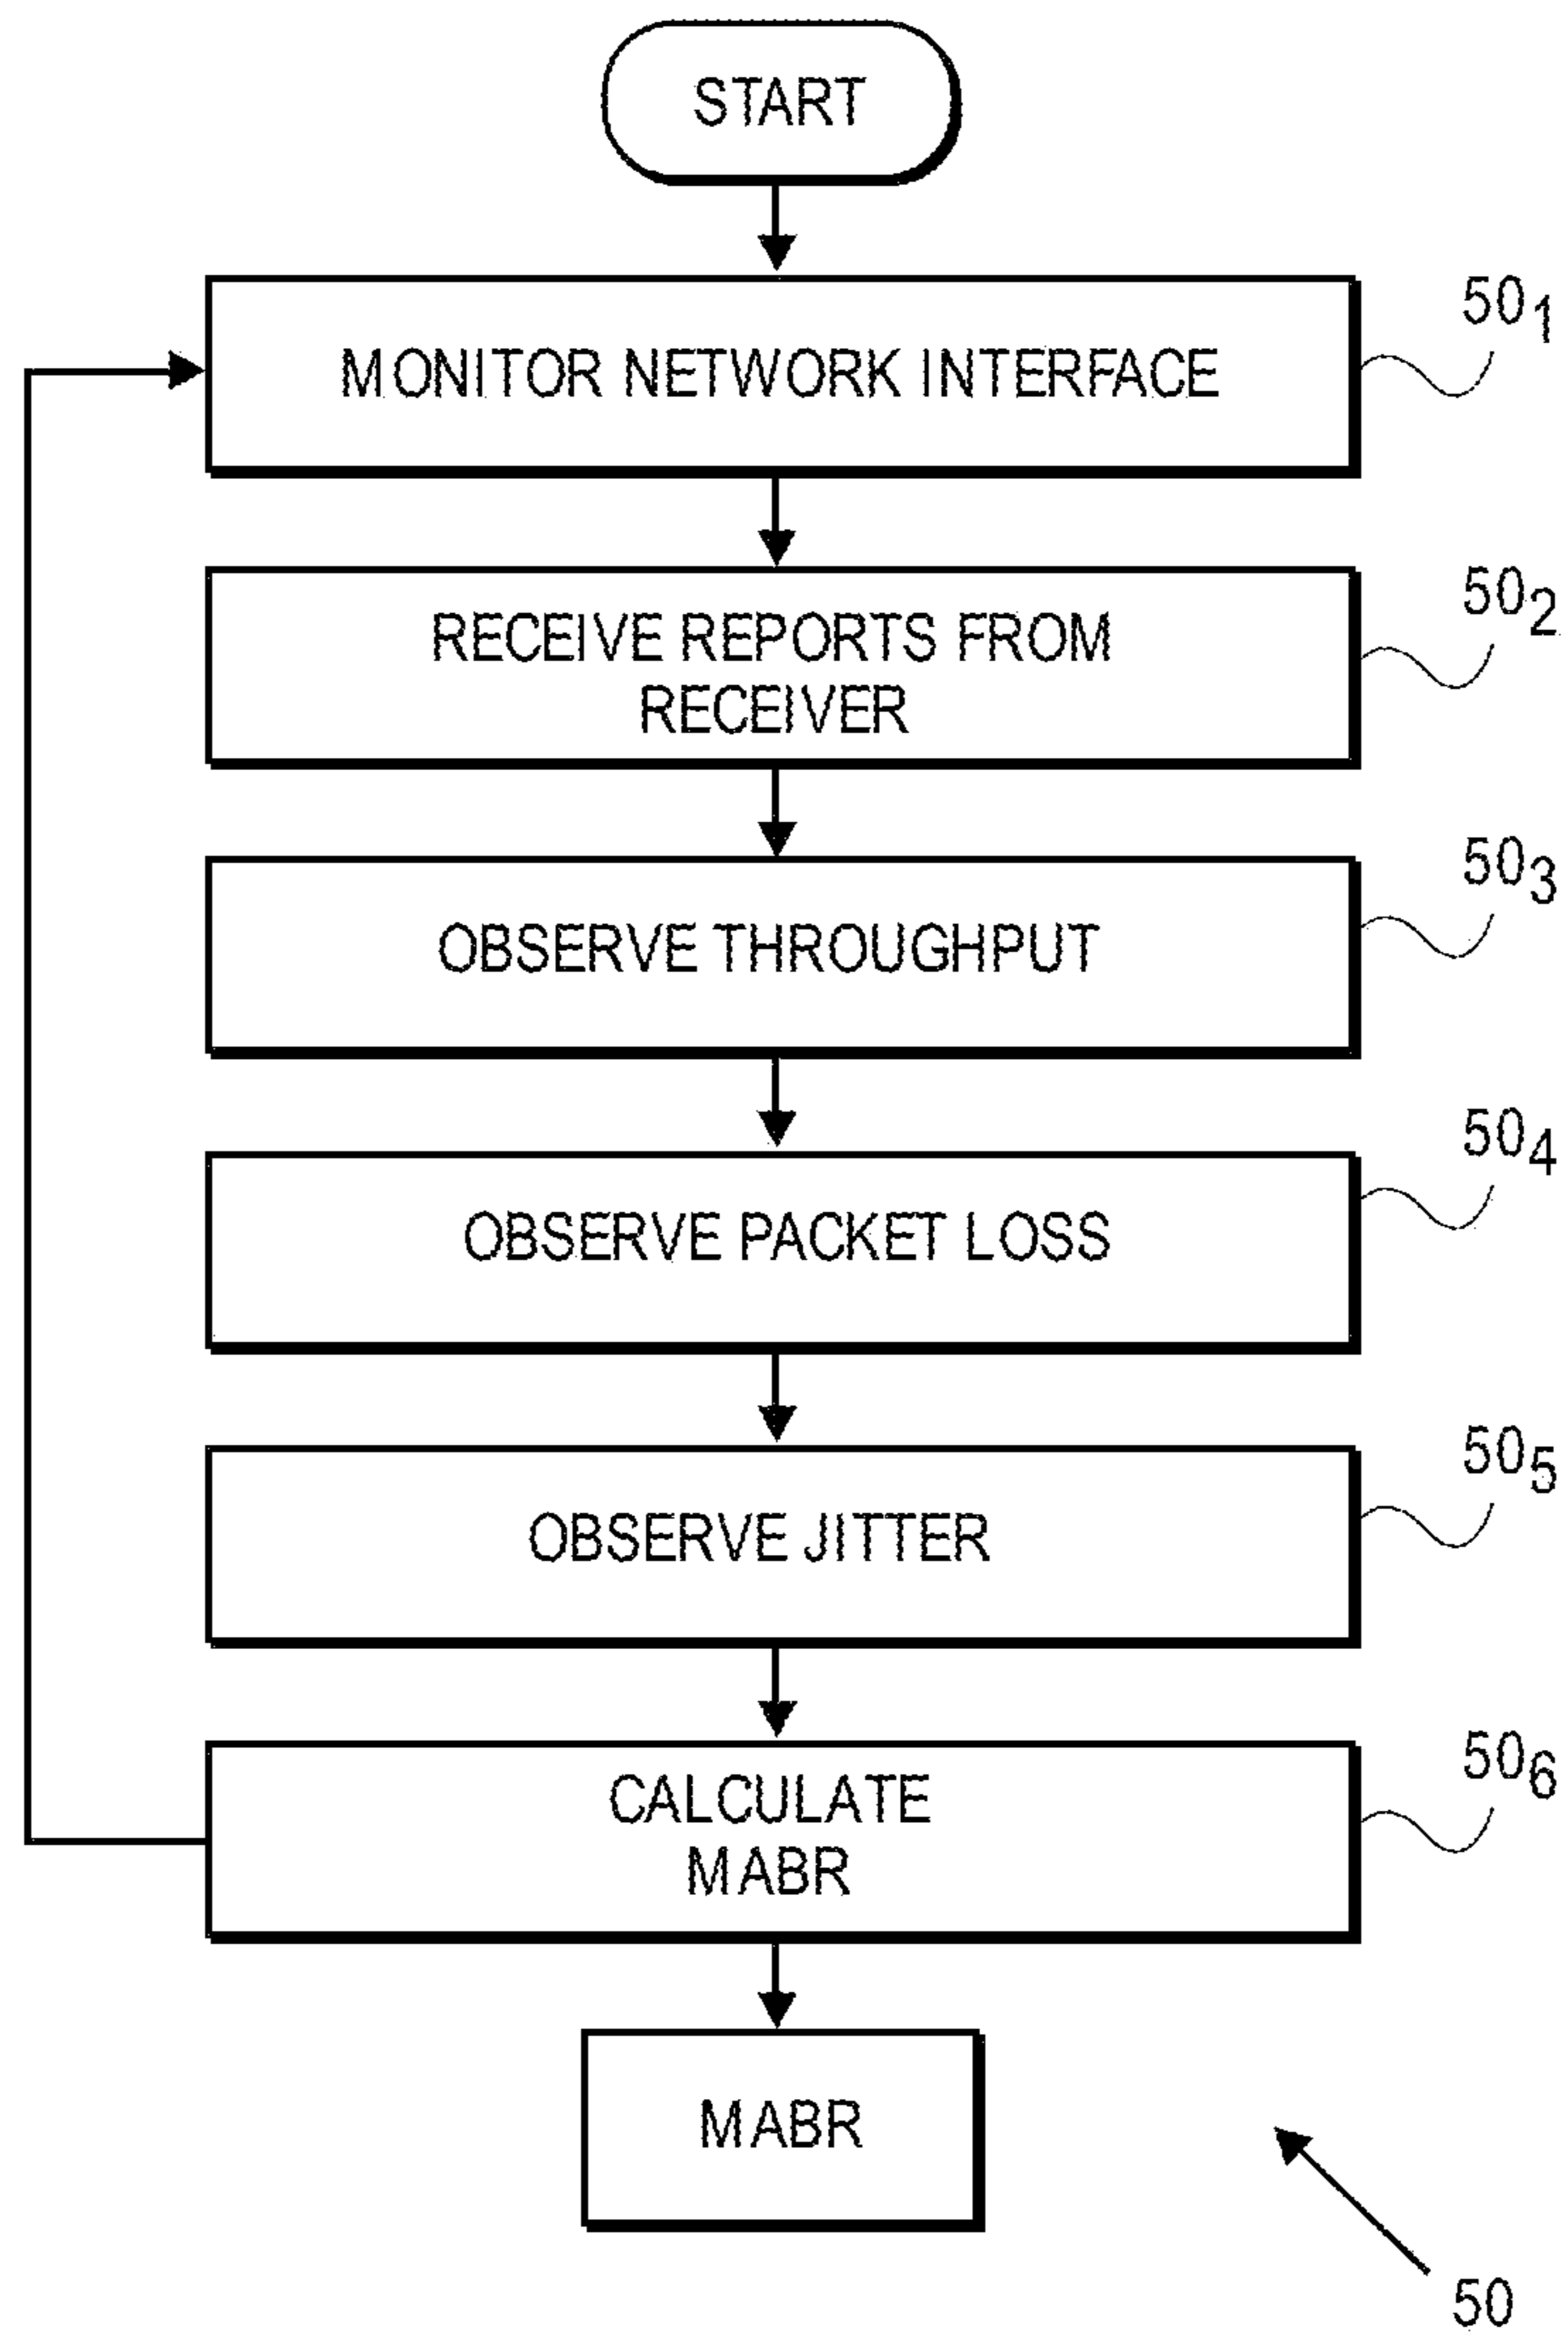 START
MONITOR NETWORK INTERFACE
50₁
RECEIVE REPORTS FROM
RECEIVER
50₂
OBSERVE THROUGHPUT
50₃
OBSERVE PACKET LOSS
50₄
OBSERVE JITTER
50₅
CALCULATE
MABR
50₆
MABR
50